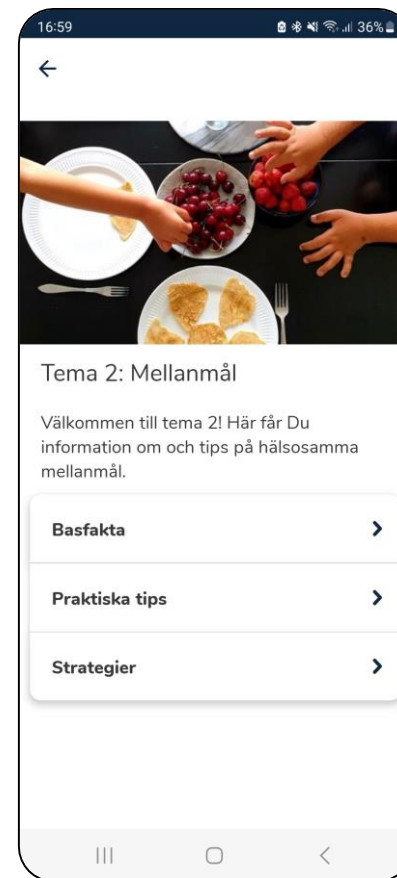 16:59 36%
Tema 2: Mellanmål
Välkommen till tema 2! Här får Du
information om och tips på hälsosamma
mellanmål.
Basfakta
Praktiska tips
Strategier